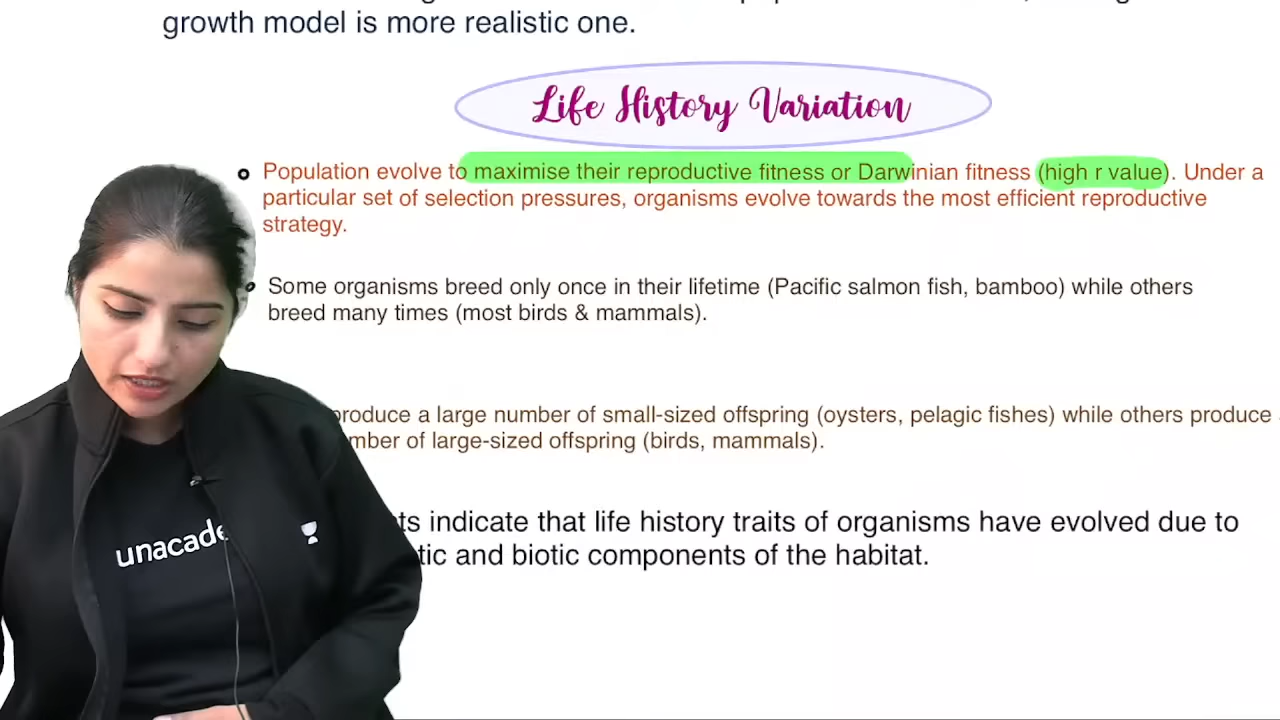 growth model is more realistic one.
Life History Variation
Population evolve to maximise their reproductive fitness or Darwinian fitness (high r value). Under a
particular set of selection pressures, organisms evolve towards the most efficient reproductive
strategy.
Some organisms breed only once in their lifetime (Pacific salmon fish, bamboo) while others
breed many times (most birds & mammals).
produce a large number of small-sized offspring (oysters, pelagic fishes) while others produce
of large-sized offspring (birds, mammals).
indicate that life history traits of organisms have evolved due to
and biotic components of the habitat.